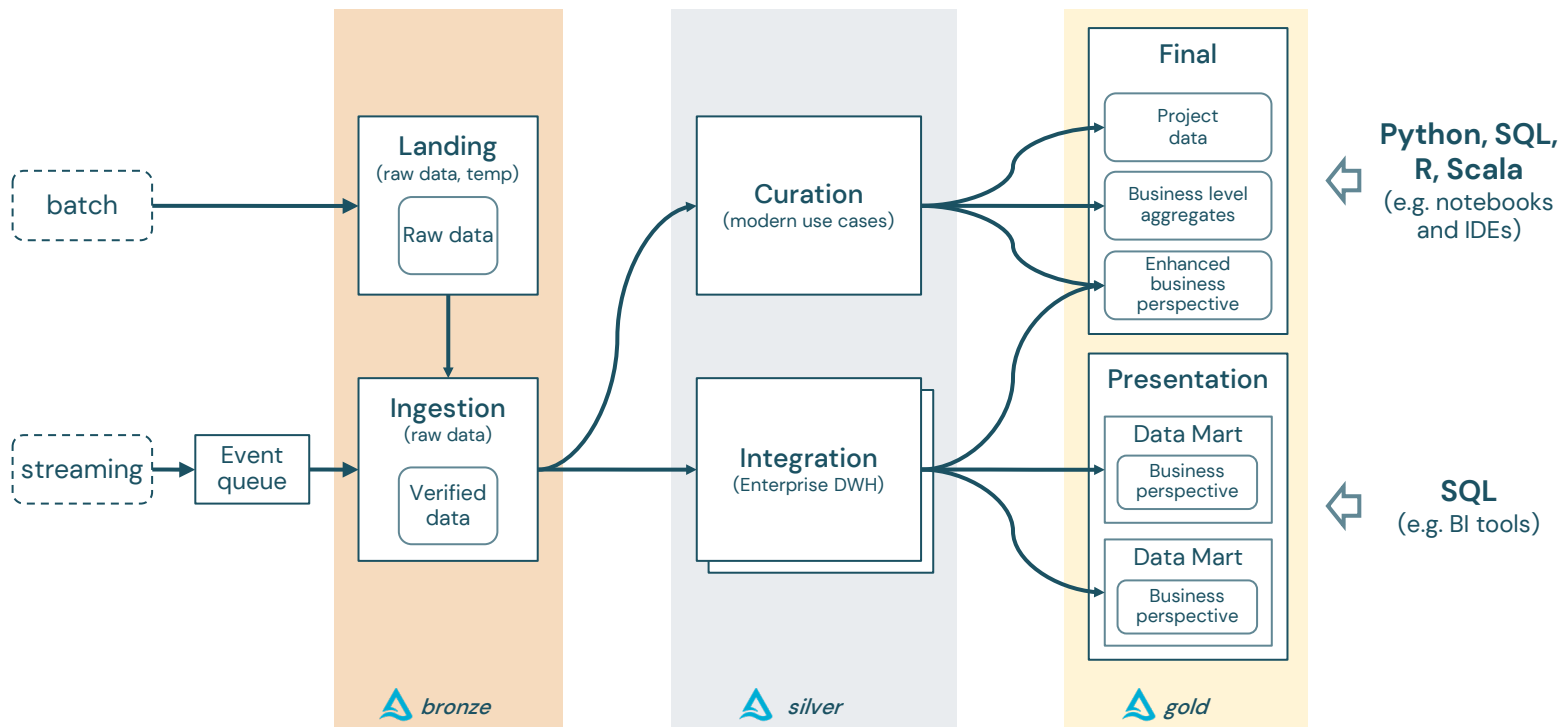 batch
streaming
Event
queue
Landing
(raw data, temp)
Raw data
Ingestion
(raw data)
Verified
data
bronze
Curation
(modern use cases)
Integration
(Enterprise DWH)
silver
Final
Project
data
Business level
aggregates
Enhanced
business
perspective
Presentation
Data Mart
Business
perspective
Data Mart
Business
perspective
gold
Python, SQL,
R, Scala
(e.g. notebooks
and IDEs)
SQL
(e.g. BI tools)